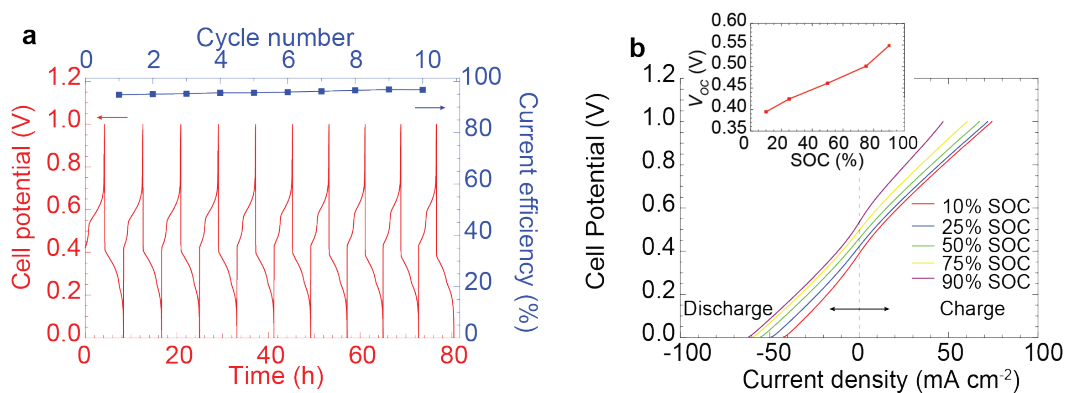 a
Cycle number
0 2 4 6 8 10
Cell potential (V)
1.2
1.0
0.8
0.6
0.4
0.2
0.0
100
80
60
40
20
0
Current efficiency (%)
0 20 40 60 80
Time (h)
b
Cell Potential (V)
1.2
1.0
0.8
0.6
0.4
0.2
0.0
VOC (V)
0.60
0.55
0.50
0.45
0.40
0.35
0 20 40 60 80 100
SOC (%)
10% SOC
25% SOC
50% SOC
75% SOC
90% SOC
Discharge
Charge
-100 -50 0 50 100
Current density (mA cm-2)